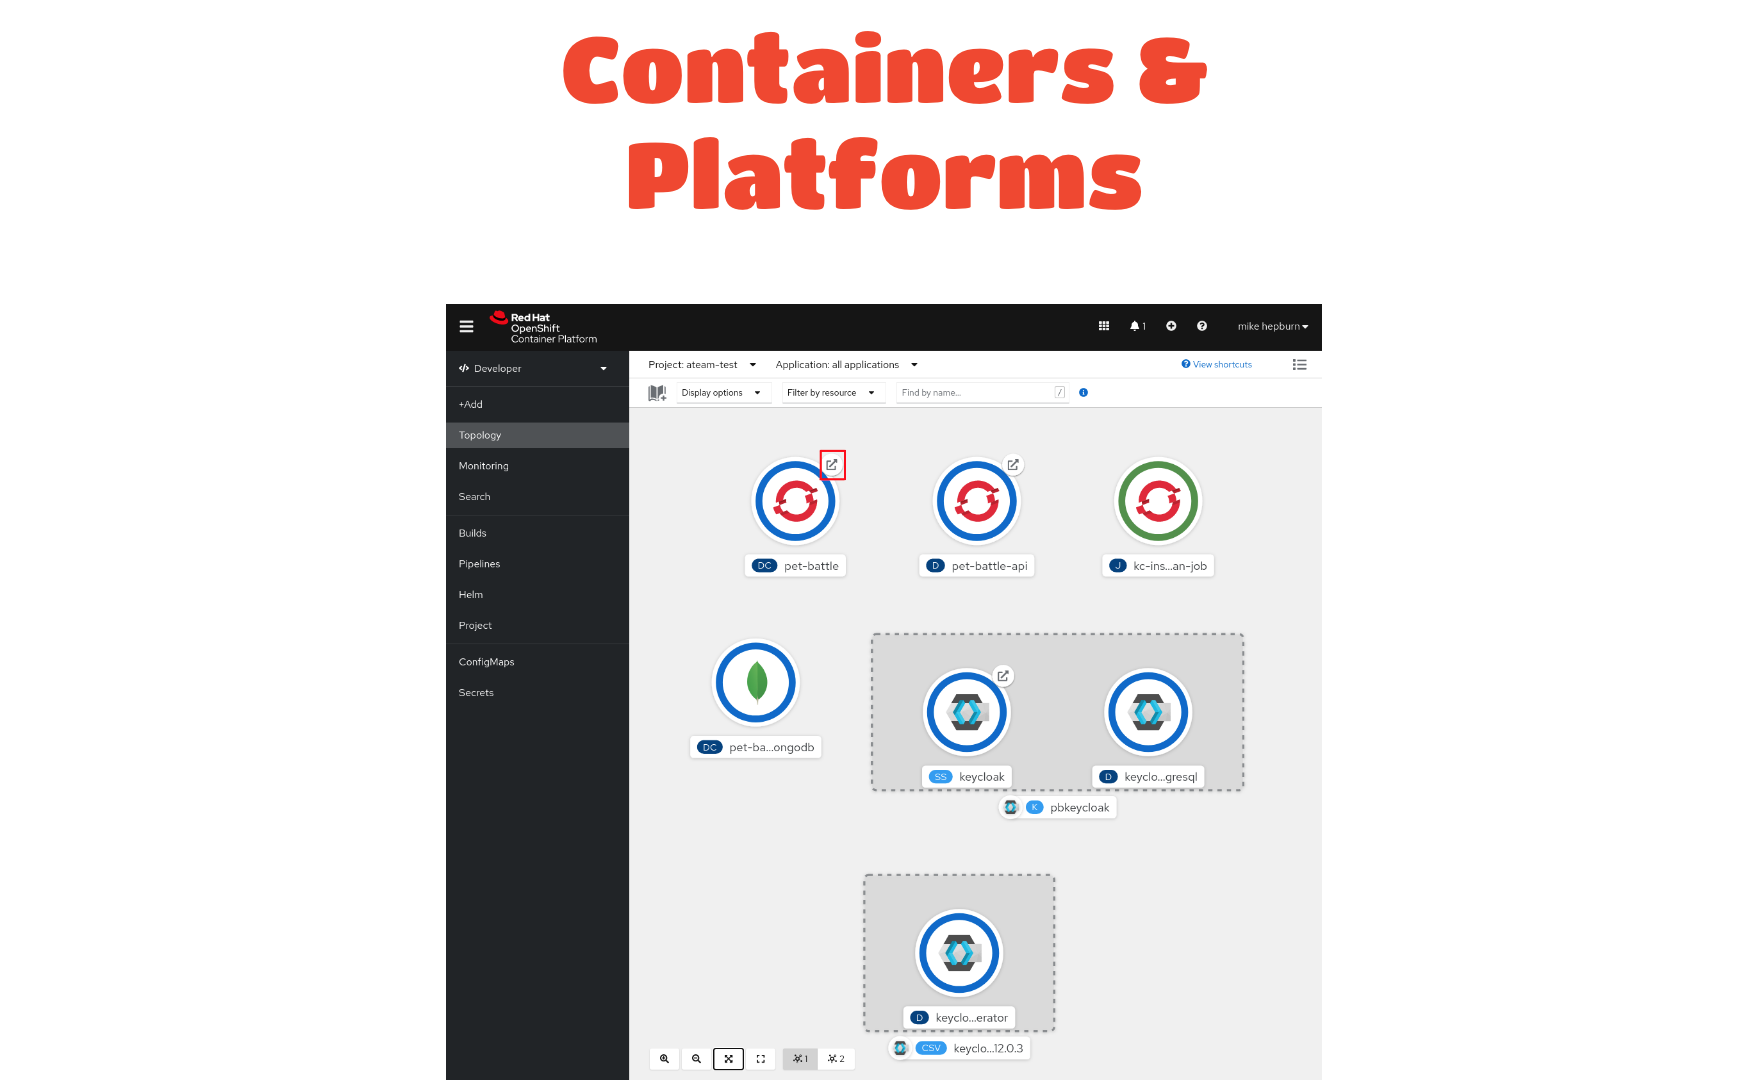 Containers &
Platforms
Red Hat
OpenShift
Container Platform
1
mike hepburn
Developer
Project: ateam-test
Application: all applications
View shortcuts
Display options
Filter by resource
Find by name...
/
+Add
Topology
Monitoring
Search
Builds
Pipelines
Helm
Project
ConfigMaps
Secrets
DC pet-battle
D pet-battle-api
J kc-ins...an-job
DC pet-ba...ongodb
SS keycloak
D keyclo...gresql
K pbkeycloak
D keyclo...erator
CSV keyclo...12.0.3
1
2